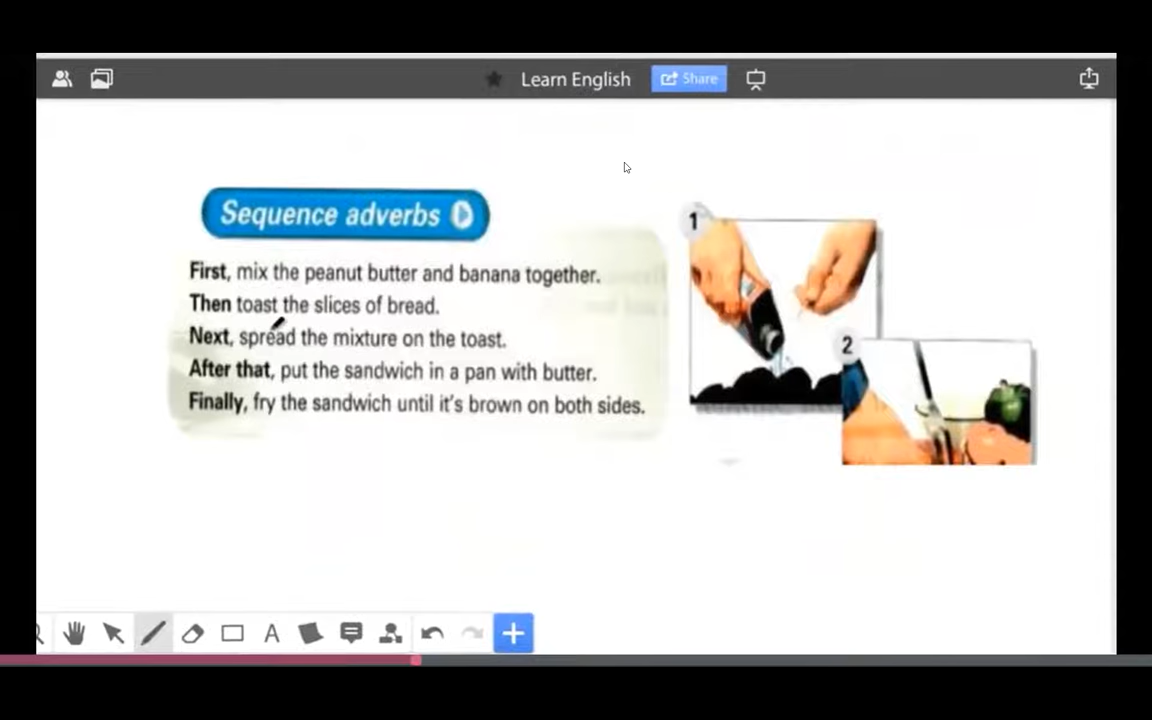 Learn English
Share
Sequence adverbs
First, mix the peanut butter and banana together.
Then toast the slices of bread.
Next, spread the mixture on the toast.
After that, put the sandwich in a pan with butter.
Finally, fry the sandwich until it's brown on both sides.
1
2
A